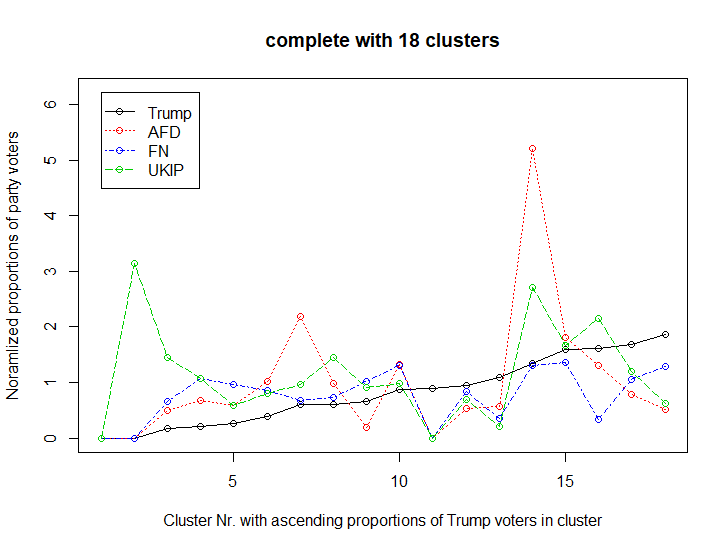 complete with 18 clusters
Noramlized proportions of party voters
6
5
4
3
2
1
0
Trump
AFD
FN
UKIP
5 10 15
Cluster Nr. with ascending proportions of Trump voters in cluster